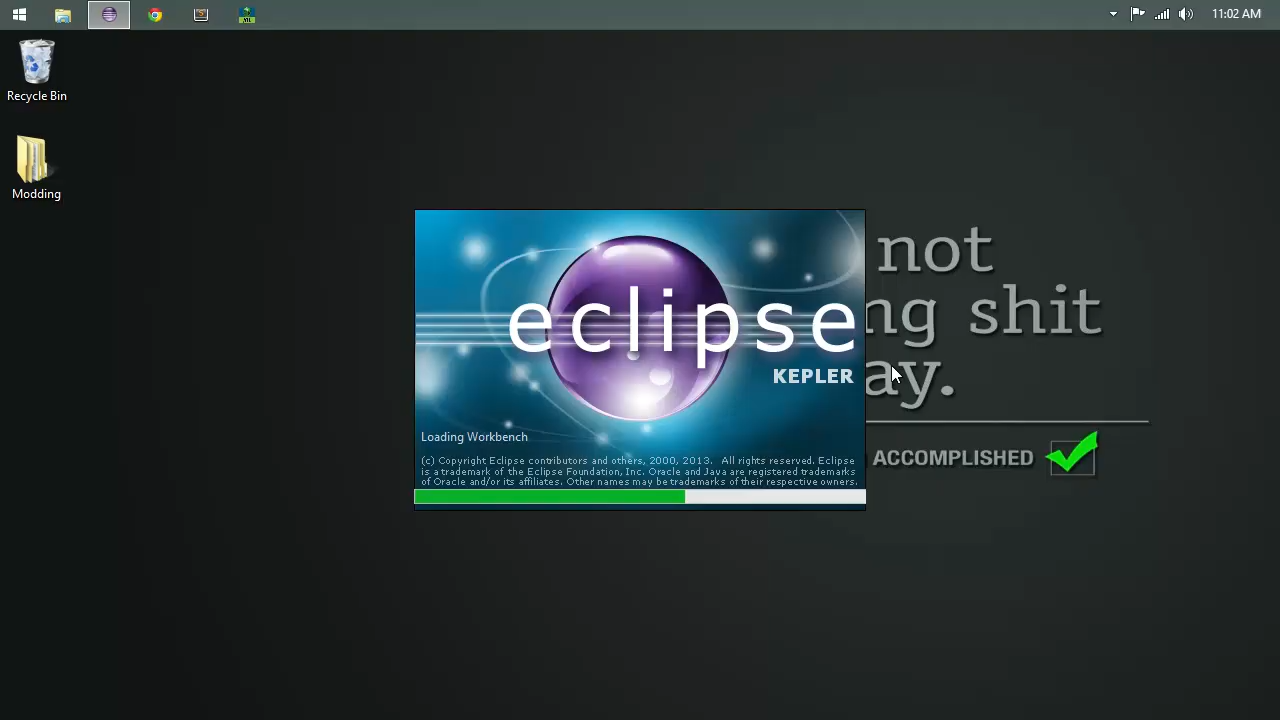 11:02 AM
Recycle Bin
Modding
not
ng shit
ay.
ACCOMPLISHED
eclipse
KEPLER
Loading Workbench
(c) Copyright Eclipse contributors and others, 2000, 2013. All rights reserved. Eclipse
is a trademark of the Eclipse Foundation, Inc. Oracle and Java are registered trademarks
of Oracle and/or its affiliates. Other names may be trademarks of their respective owners.